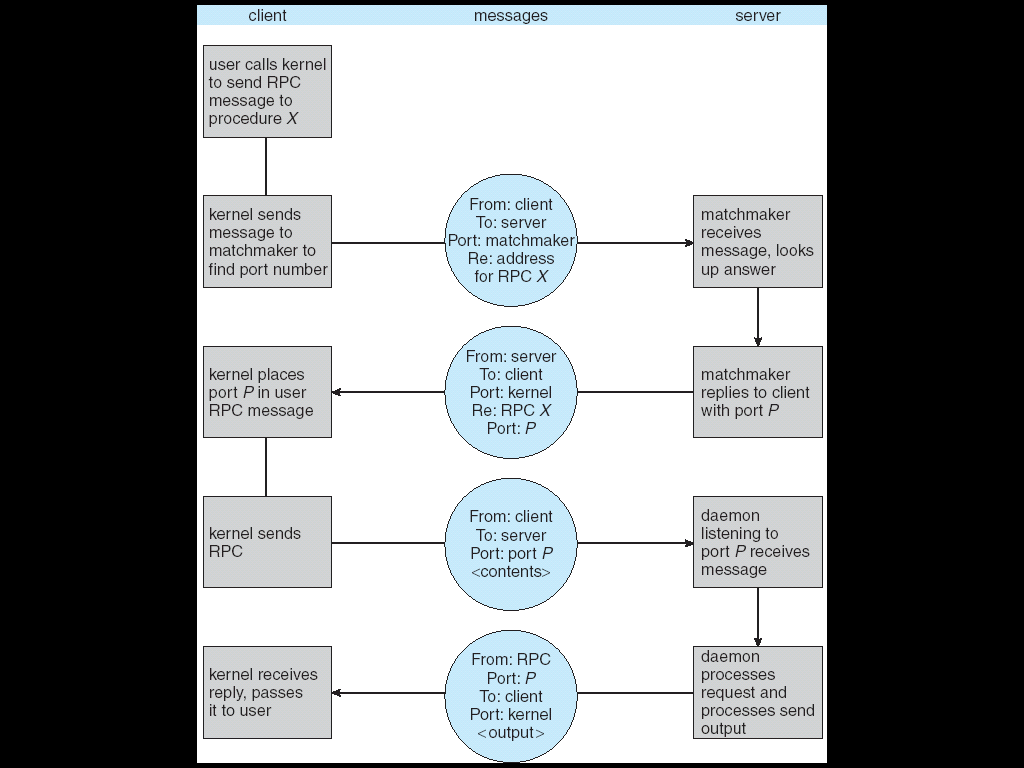 client
messages
server
user calls kernel
to send RPC
message to
procedure X
kernel sends
message to
matchmaker to
find port number
From: client
To: server
Port: matchmaker
Re: address
for RPC X
matchmaker
receives
message, looks
up answer
kernel places
port P in user
RPC message
From: server
To: client
Port: kernel
Re: RPC X
Port: P
matchmaker
replies to client
with port P
kernel sends
RPC
From: client
To: server
Port: port P
<contents>
daemon
listening to
port P receives
message
kernel receives
reply, passes
it to user
From: RPC
Port: P
To: client
Port: kernel
<output>
daemon
processes
request and
processes send
output